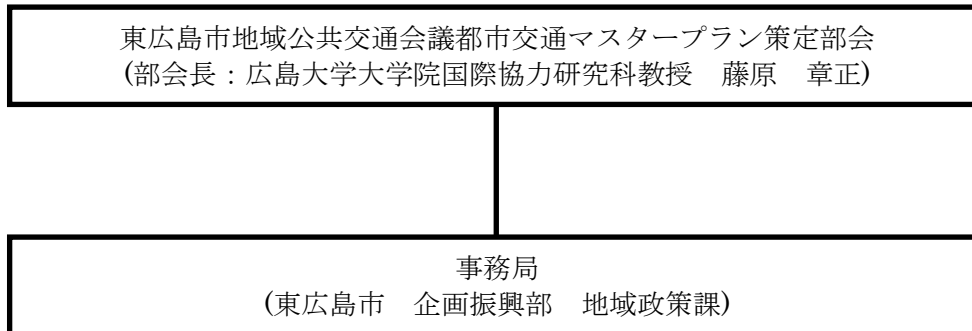 東広島市地域公共交通会議都市交通マスタープラン策定部会
(部会長：広島大学大学院国際協力研究科教授　藤原　章正)
事務局
(東広島市　企画振興部　地域政策課)